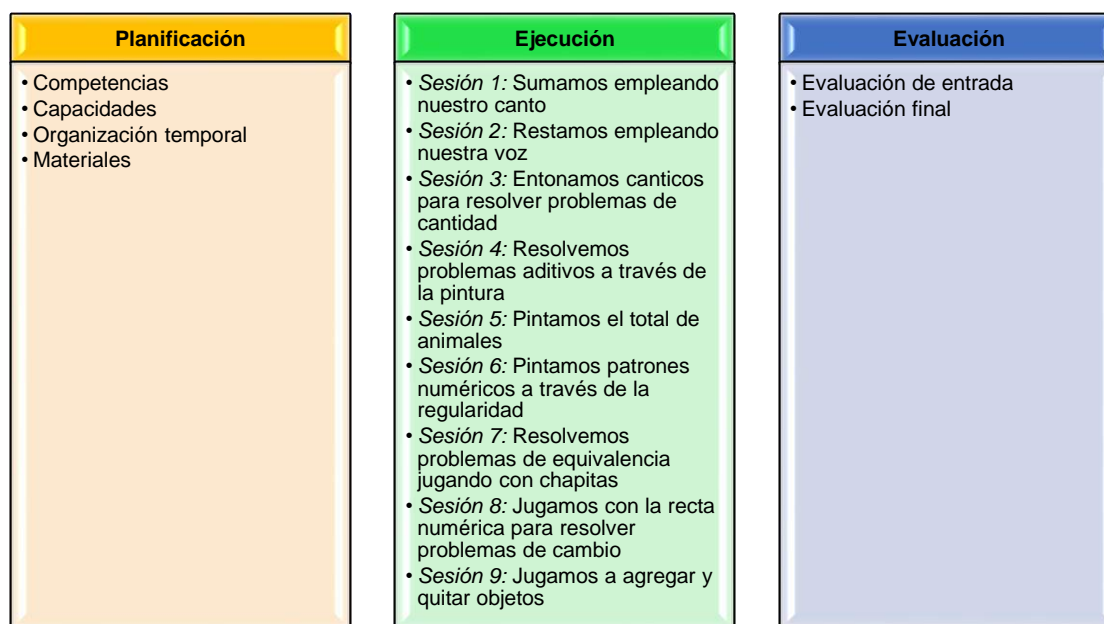 Planificación
• Competencias
• Capacidades
• Organización temporal
• Materiales
Ejecución
• Sesión 1: Sumamos empleando
nuestro canto
• Sesión 2: Restamos empleando
nuestra voz
• Sesión 3: Entonamos canticos
para resolver problemas de
cantidad
• Sesión 4: Resolvemos
problemas aditivos a través de
la pintura
• Sesión 5: Pintamos el total de
animales
• Sesión 6: Pintamos patrones
numéricos a través de la
regularidad
• Sesión 7: Resolvemos
problemas de equivalencia
jugando con chapitas
• Sesión 8: Jugamos con la recta
numérica para resolver
problemas de cambio
• Sesión 9: Jugamos a agregar y
quitar objetos
Evaluación
• Evaluación de entrada
• Evaluación final